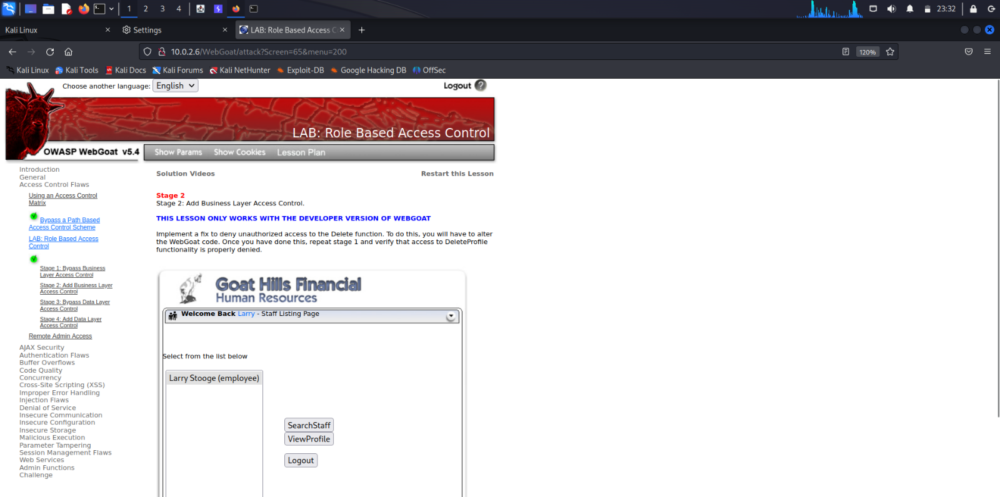 1 2 3 4 23:32
Kali Linux × Settings × LAB: Role Based Access C × +
10.0.2.6/WebGoat/attack?Screen=65&menu=200 120%
Kali Linux Kali Tools Kali Docs Kali Forums Kali NetHunter Exploit-DB Google Hacking DB OffSec
Choose another language: English Logout ?
LAB: Role Based Access Control
OWASP WebGoat v5.4 Show Params Show Cookies Lesson Plan
Introduction
General
Access Control Flaws
Using an Access Control
Matrix
Bypass a Path Based
Access Control Scheme
LAB: Role Based Access
Control
Stage 1: Bypass Business
Layer Access Control
Stage 2: Add Business Layer
Access Control
Stage 3: Bypass Data Layer
Access Control
Stage 4: Add Data Layer
Access Control
Remote Admin Access
AJAX Security
Authentication Flaws
Buffer Overflows
Code Quality
Concurrency
Cross-Site Scripting (XSS)
Improper Error Handling
Injection Flaws
Denial of Service
Insecure Communication
Insecure Configuration
Insecure Storage
Malicious Execution
Parameter Tampering
Session Management Flaws
Web Services
Admin Functions
Challenge
Solution Videos Restart this Lesson
Stage 2
Stage 2: Add Business Layer Access Control.
THIS LESSON ONLY WORKS WITH THE DEVELOPER VERSION OF WEBGOAT
Implement a fix to deny unauthorized access to the Delete function. To do this, you will have to alter
the WebGoat code. Once you have done this, repeat stage 1 and verify that access to DeleteProfile
functionality is properly denied.
Goat Hills Financial
Human Resources
Welcome Back Larry - Staff Listing Page
Select from the list below
Larry Stooge (employee)
SearchStaff
ViewProfile
Logout